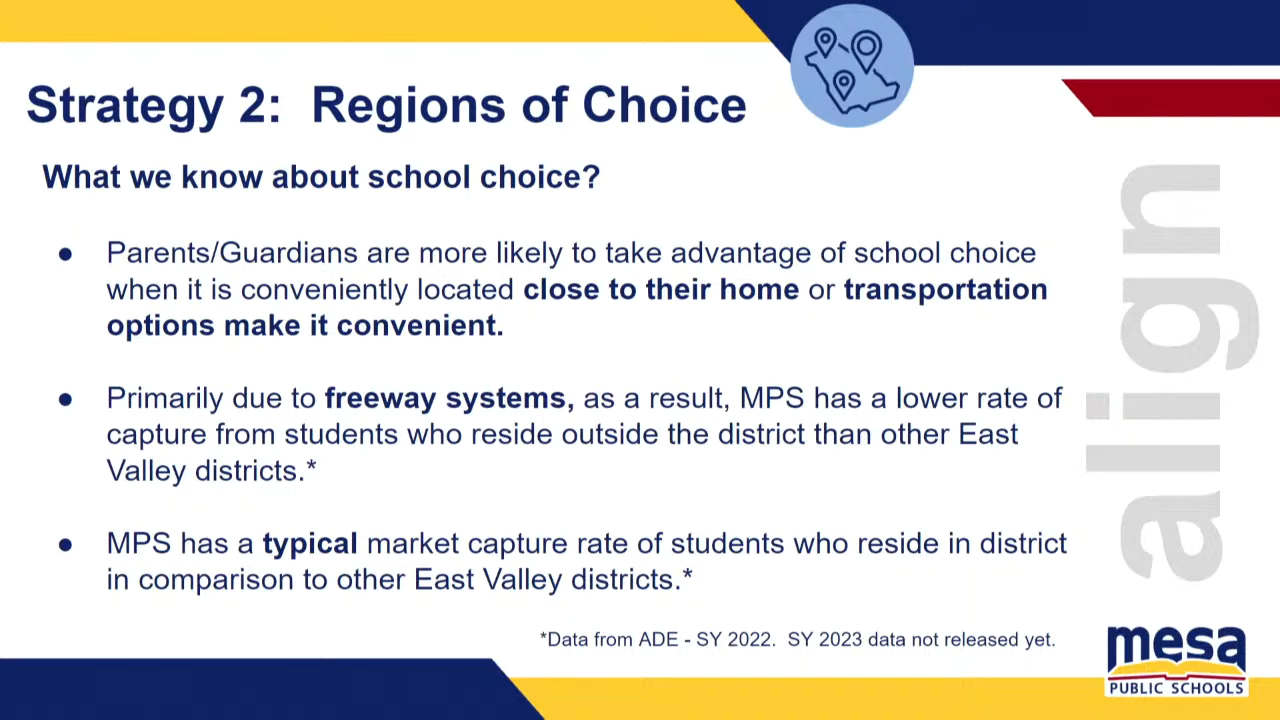 Strategy 2: Regions of Choice
What we know about school choice?
● Parents/Guardians are more likely to take advantage of school choice
when it is conveniently located close to their home or transportation
options make it convenient.
● Primarily due to freeway systems, as a result, MPS has a lower rate of
capture from students who reside outside the district than other East
Valley districts.*
● MPS has a typical market capture rate of students who reside in district
in comparison to other East Valley districts.*
*Data from ADE - SY 2022. SY 2023 data not released yet.
align
mesa
PUBLIC SCHOOLS